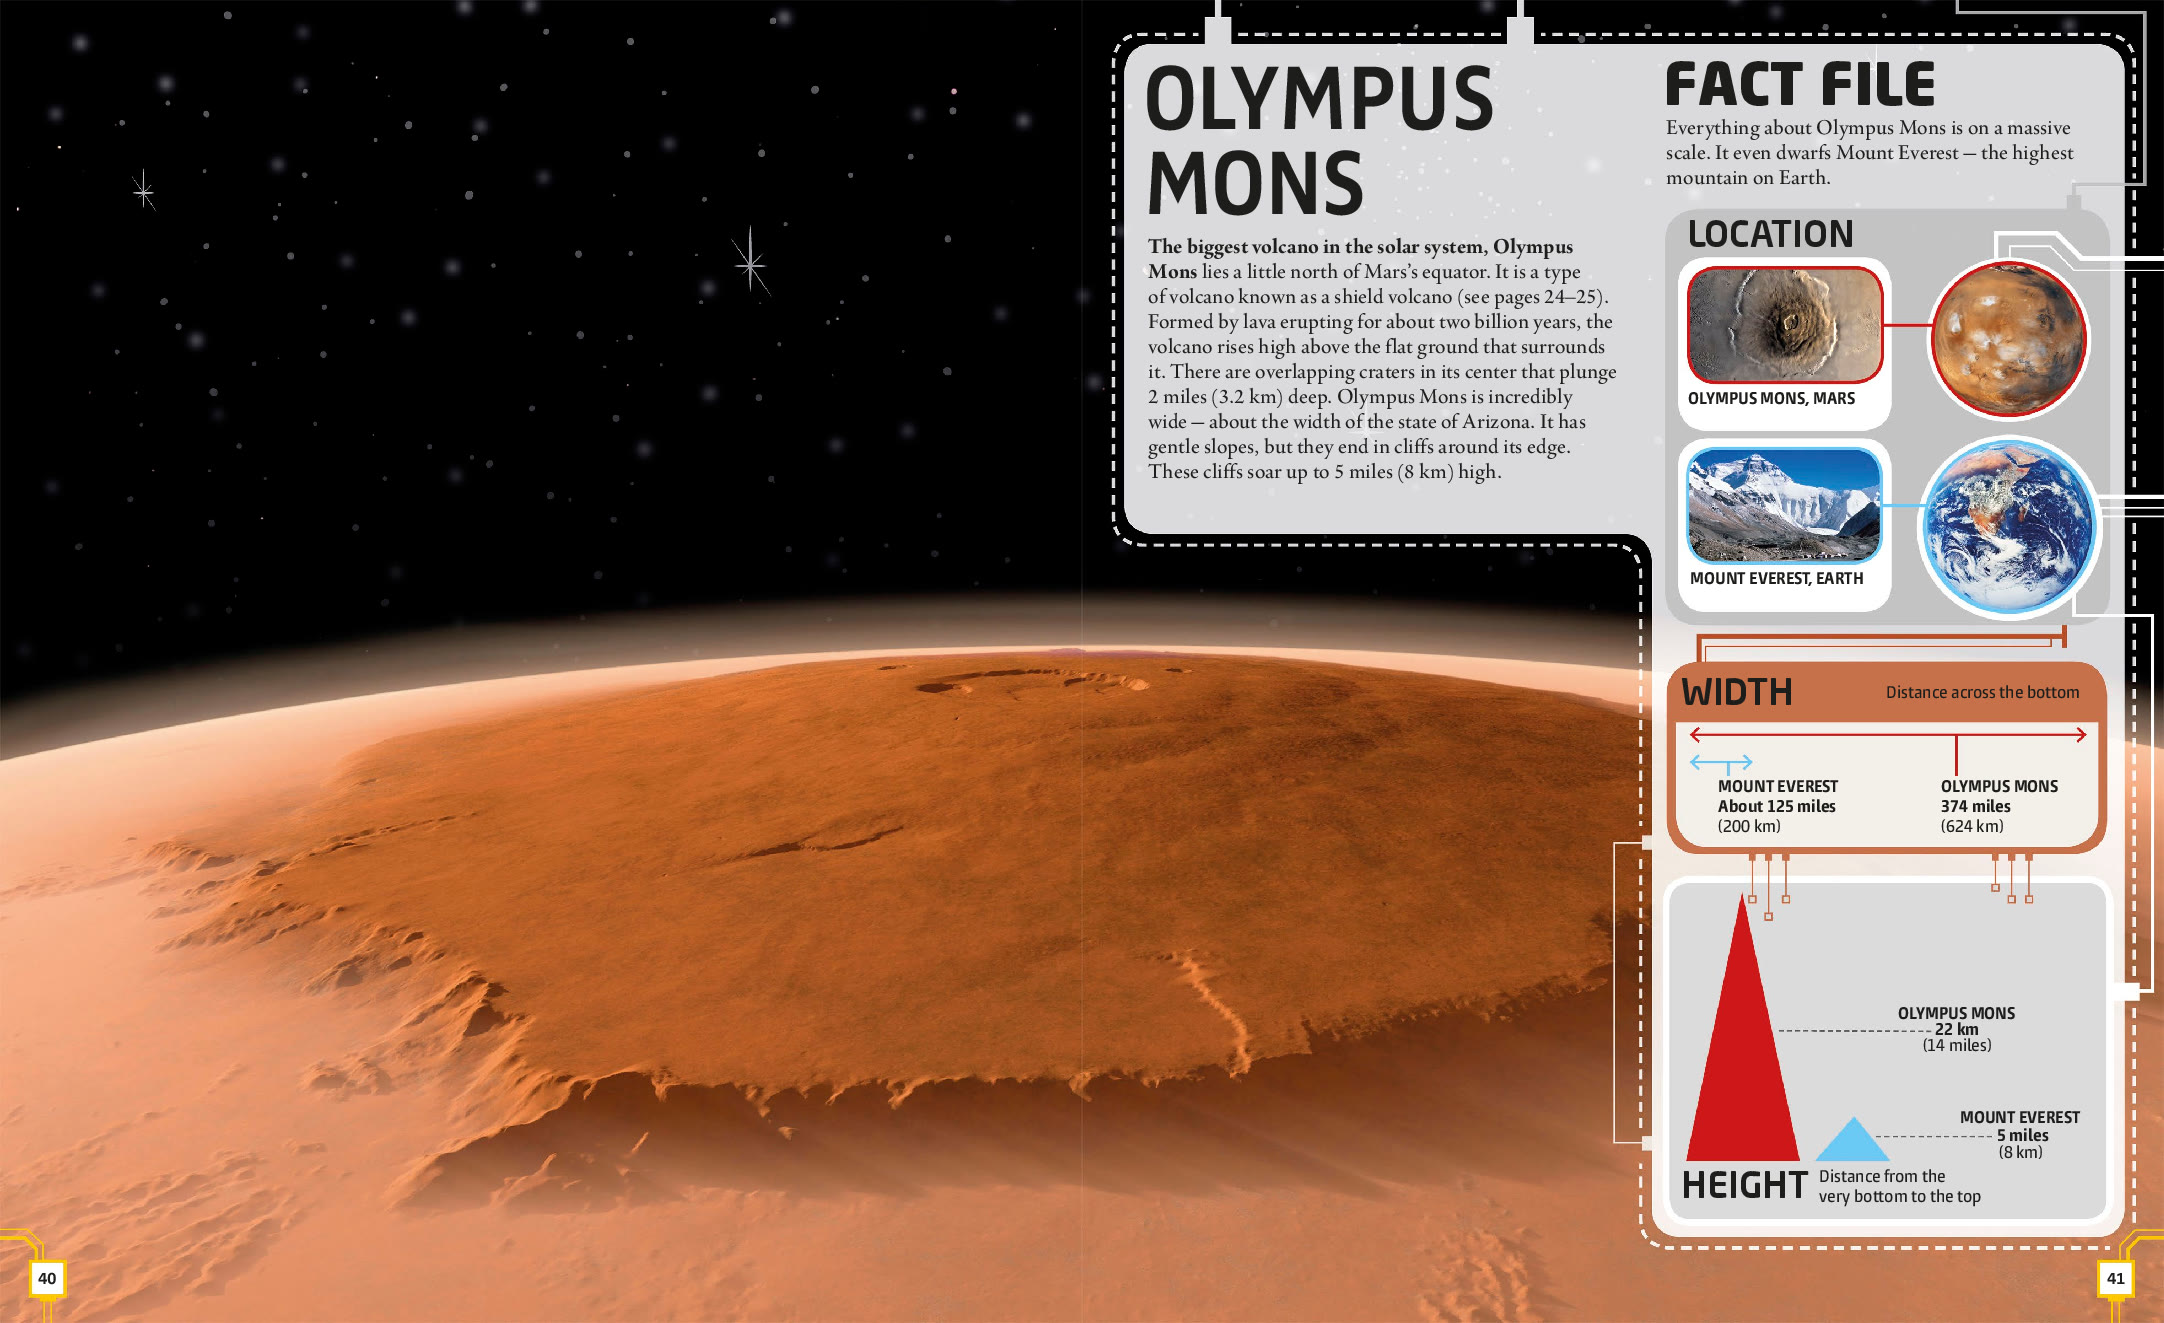 OLYMPUS
MONS
The biggest volcano in the solar system, Olympus
Mons lies a little north of Mars’s equator. It is a type
of volcano known as a shield volcano (see pages 24–25).
Formed by lava erupting for about two billion years, the
volcano rises high above the flat ground that surrounds
it. There are overlapping craters in its center that plunge
2 miles (3.2 km) deep. Olympus Mons is incredibly
wide — about the width of the state of Arizona. It has
gentle slopes, but they end in cliffs around its edge.
These cliffs soar up to 5 miles (8 km) high.
FACT FILE
Everything about Olympus Mons is on a massive
scale. It even dwarfs Mount Everest — the highest
mountain on Earth.
LOCATION
OLYMPUS MONS, MARS
MOUNT EVEREST, EARTH
WIDTH
Distance across the bottom
MOUNT EVEREST
About 125 miles
(200 km)
OLYMPUS MONS
374 miles
(624 km)
OLYMPUS MONS
22 km
(14 miles)
MOUNT EVEREST
5 miles
(8 km)
HEIGHT
Distance from the
very bottom to the top
40
41